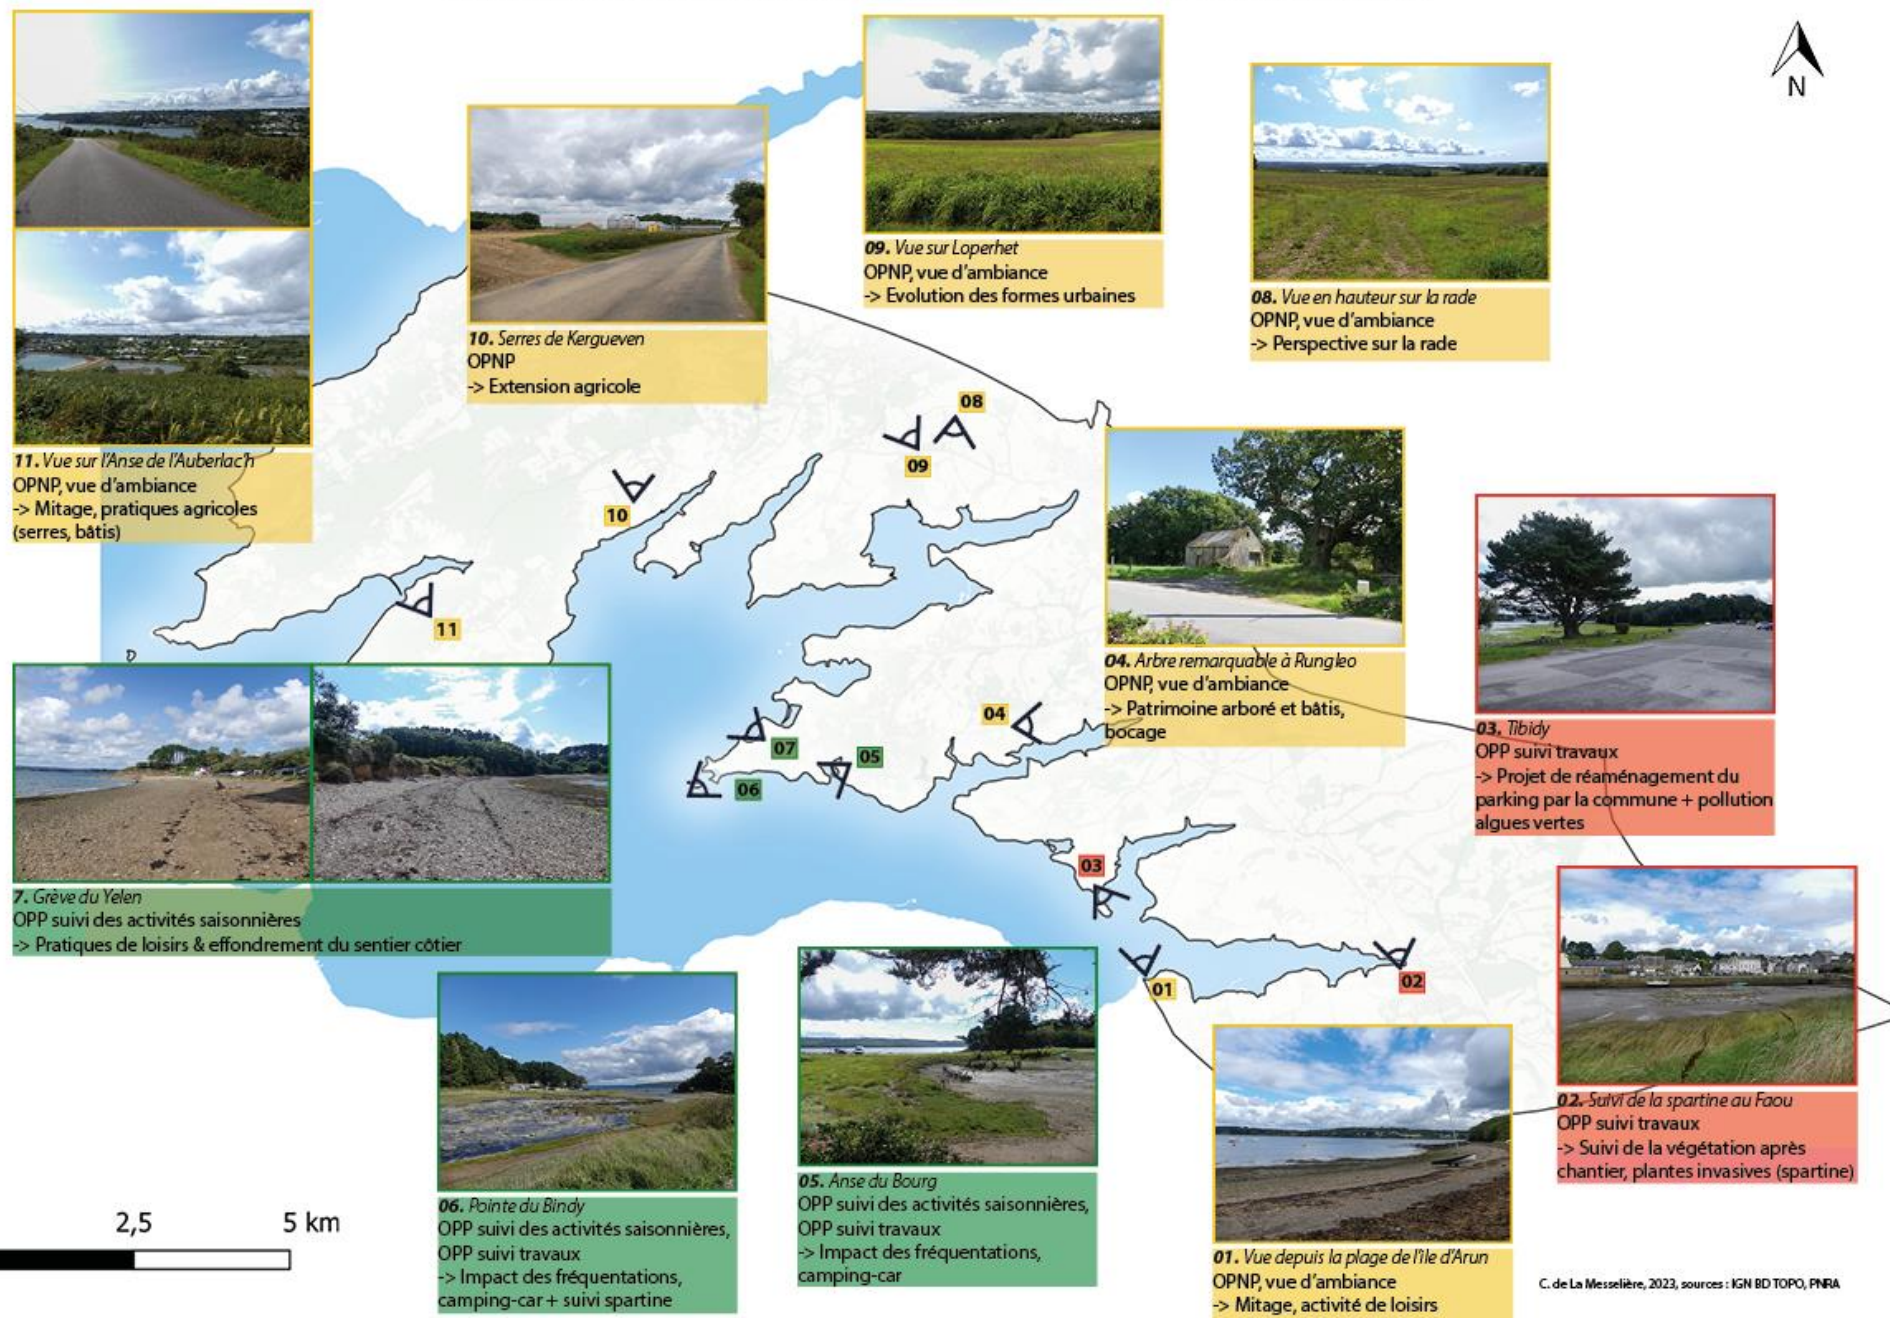 N
11. Vue sur l'Anse de l'Auberlac'h
OPNP, vue d'ambiance
-> Mitage, pratiques agricoles
(serres, bâtis)
10. Serres de Kergueven
OPNP
-> Extension agricole
09. Vue sur Loperhet
OPNP, vue d'ambiance
-> Evolution des formes urbaines
08. Vue en hauteur sur la rade
OPNP, vue d'ambiance
-> Perspective sur la rade
08
09
10
11
04. Arbre remarquable à Rungleo
OPNP, vue d'ambiance
-> Patrimoine arboré et bâtis,
bocage
03. Tibidy
OPP suivi travaux
-> Projet de réaménagement du
parking par la commune + pollution
algues vertes
04
07
05
06
03
01
02
7. Grève du Yelen
OPP suivi des activités saisonnières
-> Pratiques de loisirs & effondrement du sentier côtier
06. Pointe du Bindy
OPP suivi des activités saisonnières,
OPP suivi travaux
-> Impact des fréquentations,
camping-car + suivi spartine
05. Anse du Bourg
OPP suivi des activités saisonnières,
OPP suivi travaux
-> Impact des fréquentations,
camping-car
01. Vue depuis la plage de l'île d'Arun
OPNP, vue d'ambiance
-> Mitage, activité de loisirs
02. Suivi de la spartine au Faou
OPP suivi travaux
-> Suivi de la végétation après
chantier, plantes invasives (spartine)
2,5 5 km
C. de La Messelière, 2023, sources : IGN BD TOPO, PNRA